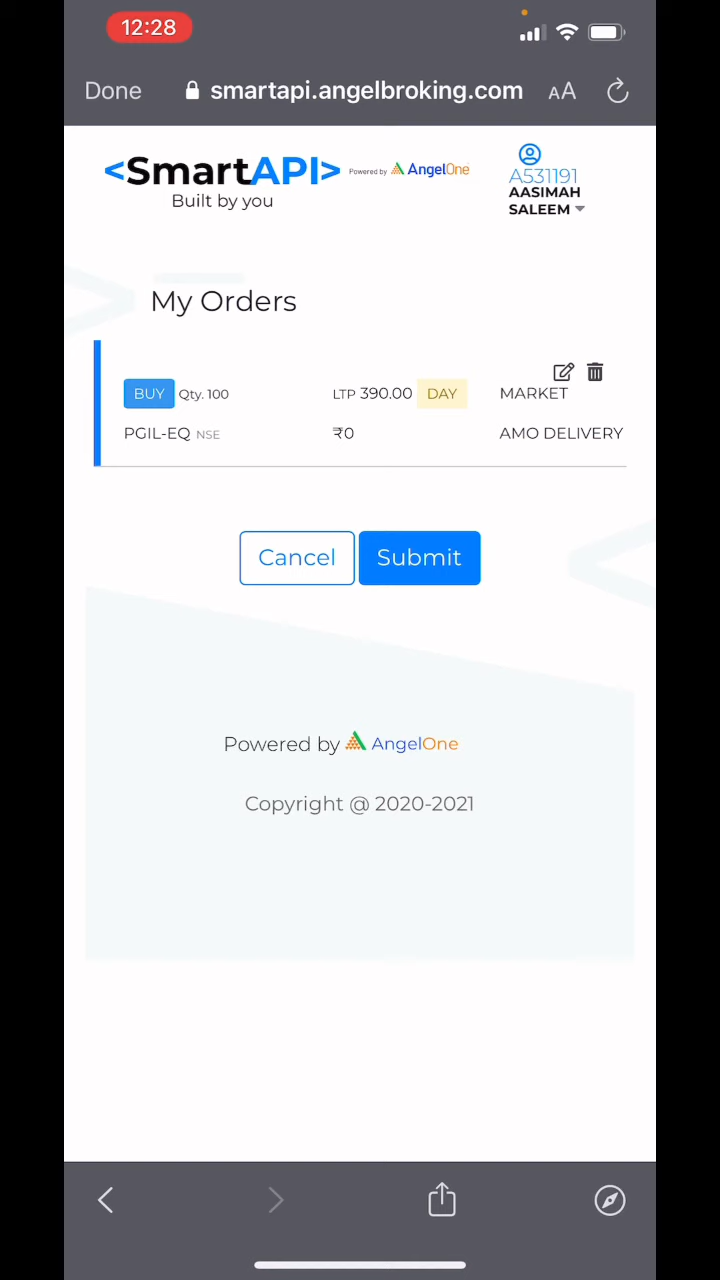 12:28
Done
smartapi.angelbroking.com
AA
<SmartAPI>
Powered by AngelOne
Built by you
A531191
AASIMAH
SALEEM
My Orders
BUY Qty. 100 LTP 390.00 DAY MARKET
PGIL-EQ NSE ₹0 AMO DELIVERY
Cancel Submit
Powered by AngelOne
Copyright @ 2020-2021